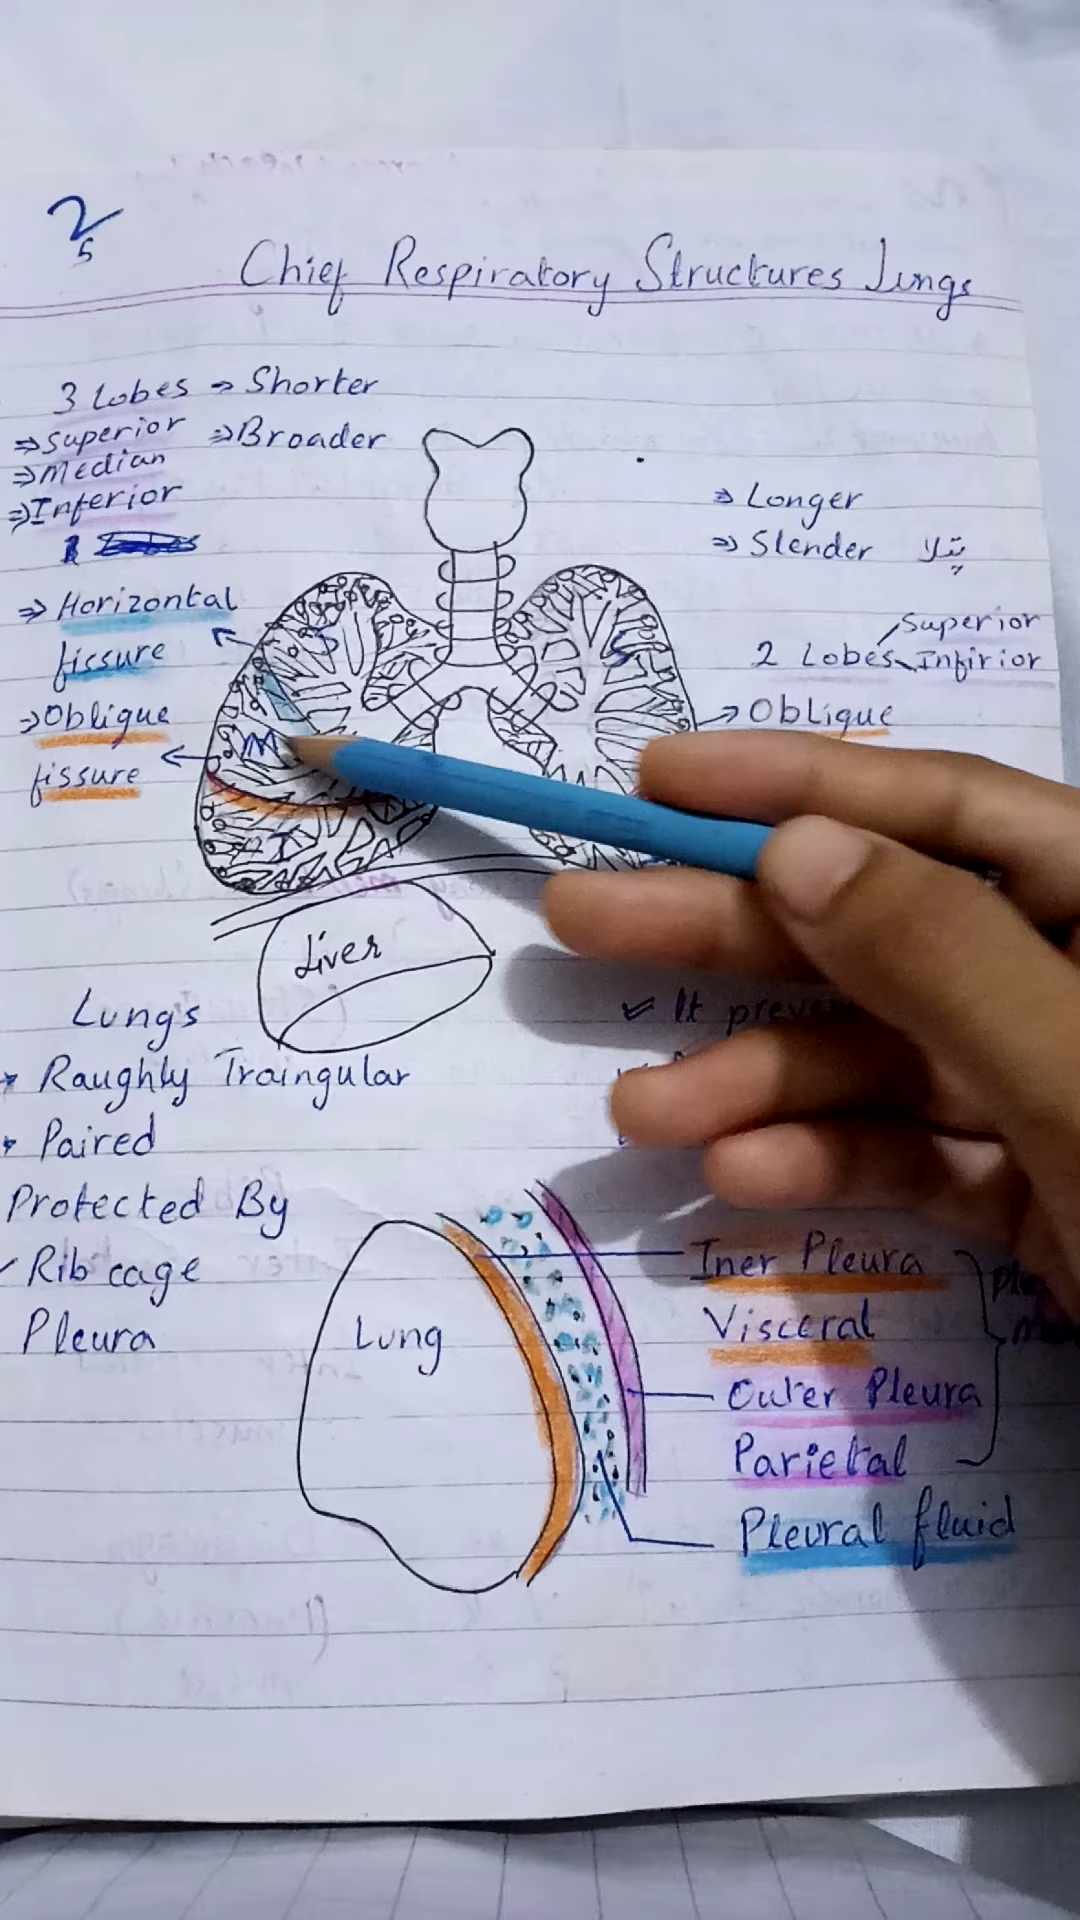 2
5
Chief Respiratory Structures Lungs
3 Lobes → Shorter
⇒ Superior ⇒ Broader
⇒ Median
⇒ Inferior
⇒ Horizontal
fissure
⇒ Oblique
fissure
⇒ Longer
⇒ Slender پتلا
2 Lobes Superior
Infirior
→ Oblique
S
S
M
I
Liver
Lungs
Raughly Traingular
Paired
Protected By
✓ Rib cage
Pleura
✓ It
Lung
Iner Pleura
Visceral
Outer Pleura
Parietal
Pleural fluid